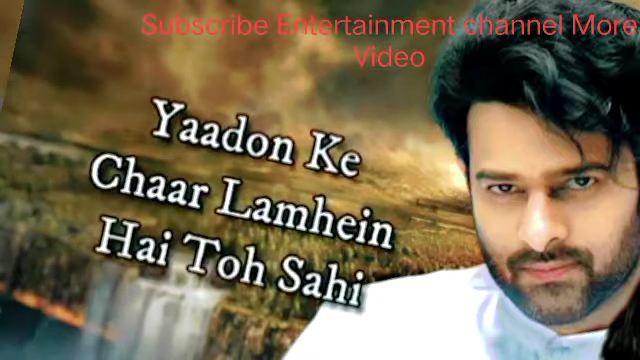 Subscribe Entertainment channel More
Video
Yaadon Ke
Chaar Lamhein
Hai Toh Sahi